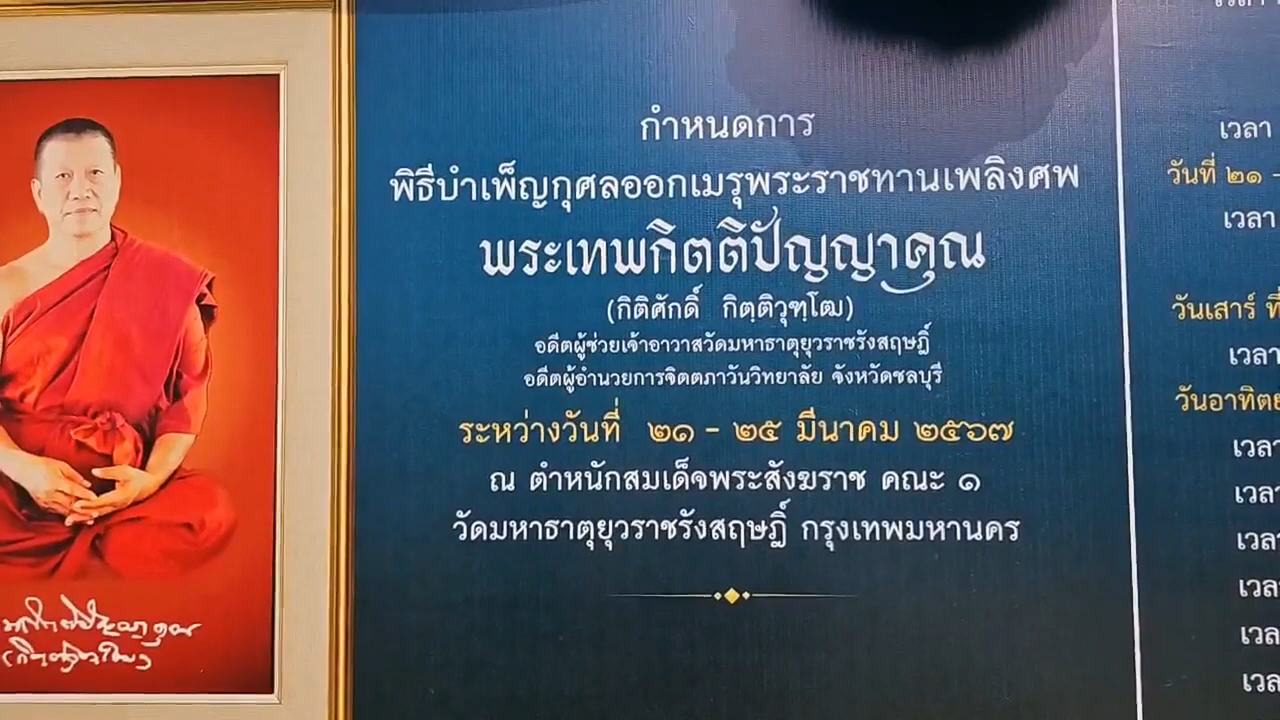 กำหนดการ
พิธีบำเพ็ญกุศลออกเมรุพระราชทานเพลิงศพ
พระเทพกิตติปัญญาคุณ
(กิติศักดิ์ กิตฺติวุฑฺโฒ)
อดีตผู้ช่วยเจ้าอาวาสวัดมหาธาตุยุวราชรังสฤษฎิ์
อดีตผู้อำนวยการจิตตภาวันวิทยาลัย จังหวัดชลบุรี
ระหว่างวันที่ ๒๑ - ๒๕ มีนาคม ๒๕๖๗
ณ ตำหนักสมเด็จพระสังฆราช คณะ ๑
วัดมหาธาตุยุวราชรังสฤษฎิ์ กรุงเทพมหานคร
เวลา
วันที่ ๒๑ -
เวลา
วันเสาร์ ที่
เวลา
วันอาทิตย์
เวลา
เวลา
เวลา
เวลา
เวลา
เวลา